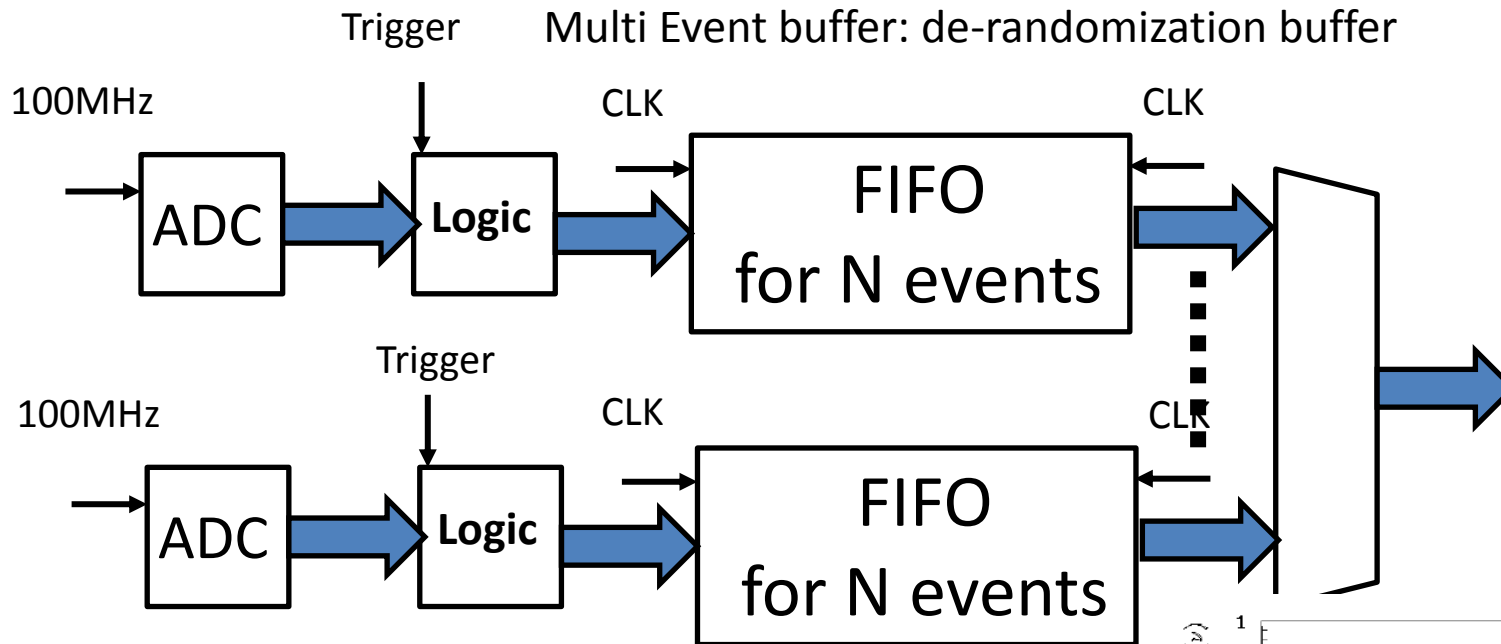 Trigger
Multi Event buffer: de-randomization buffer
100MHz
CLK
CLK
ADC
Logic
FIFO
for N events
Trigger
100MHz
CLK
CLK
ADC
Logic
FIFO
for N events
1